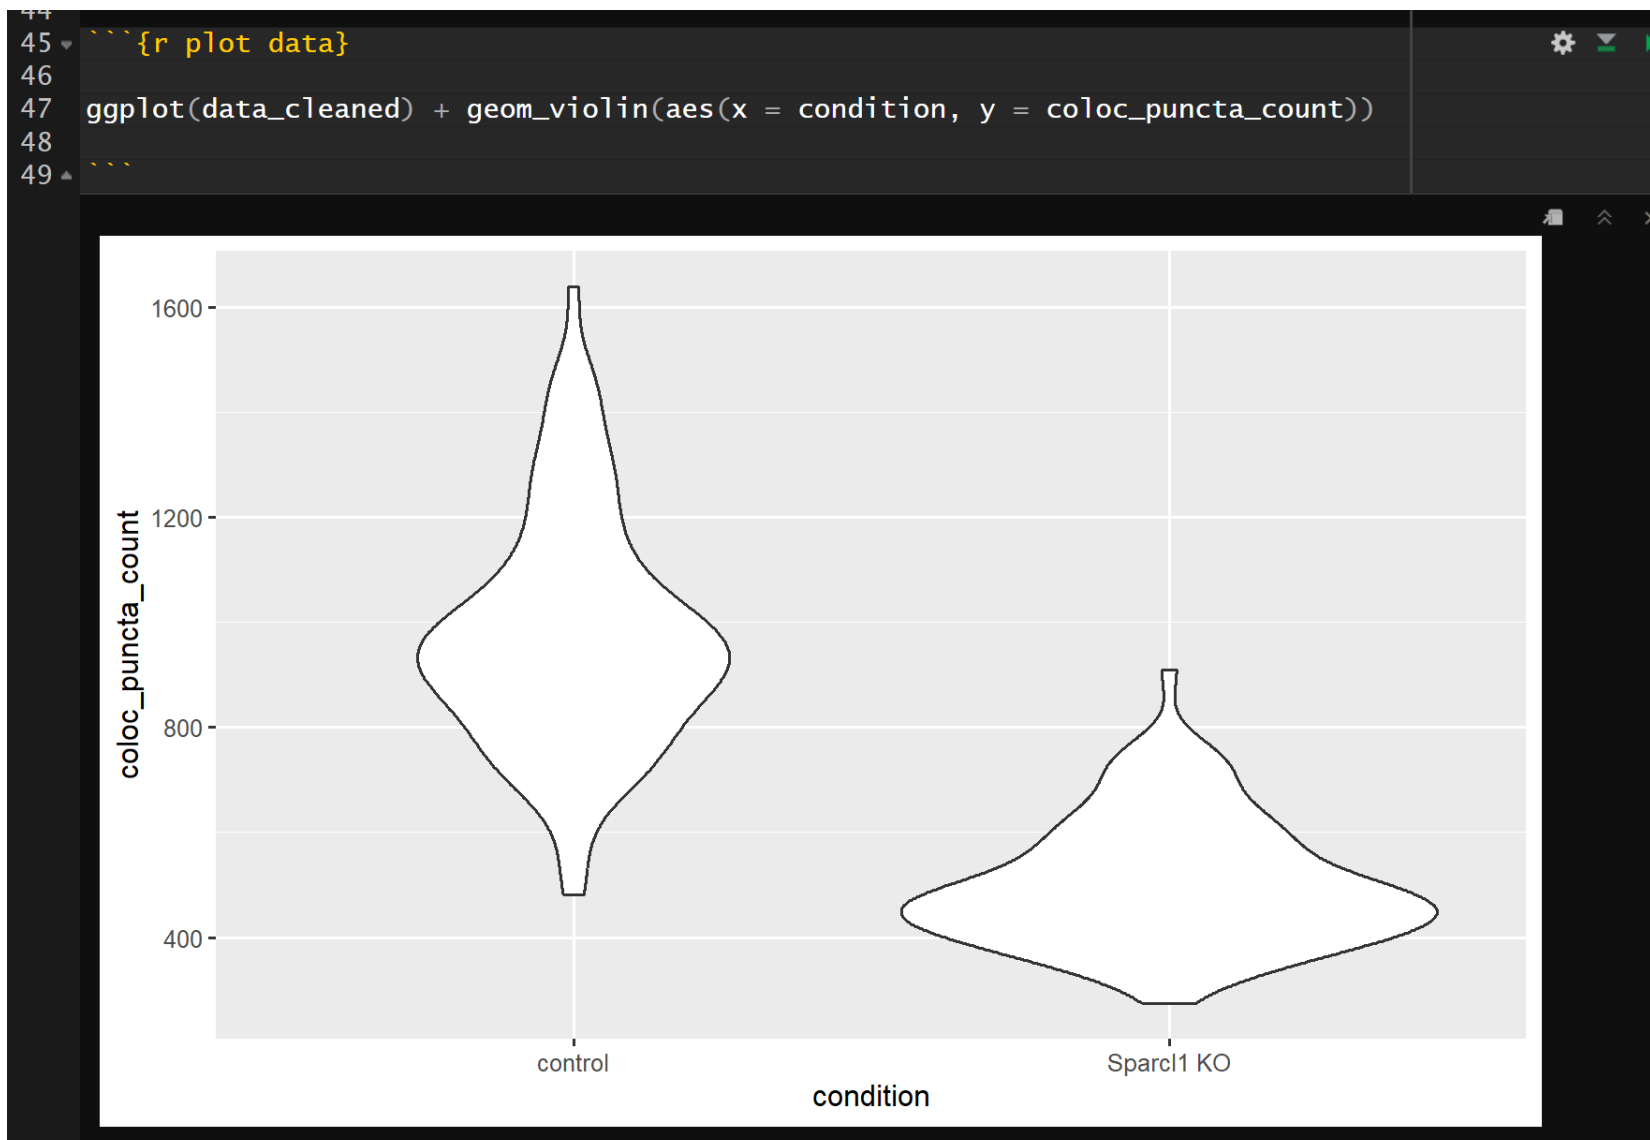 44
45 ```{r plot data}
46
47 ggplot(data_cleaned) + geom_violin(aes(x = condition, y = coloc_puncta_count))
48
49 ```
1600
1200
800
400
coloc_puncta_count
control
Sparcl1 KO
condition